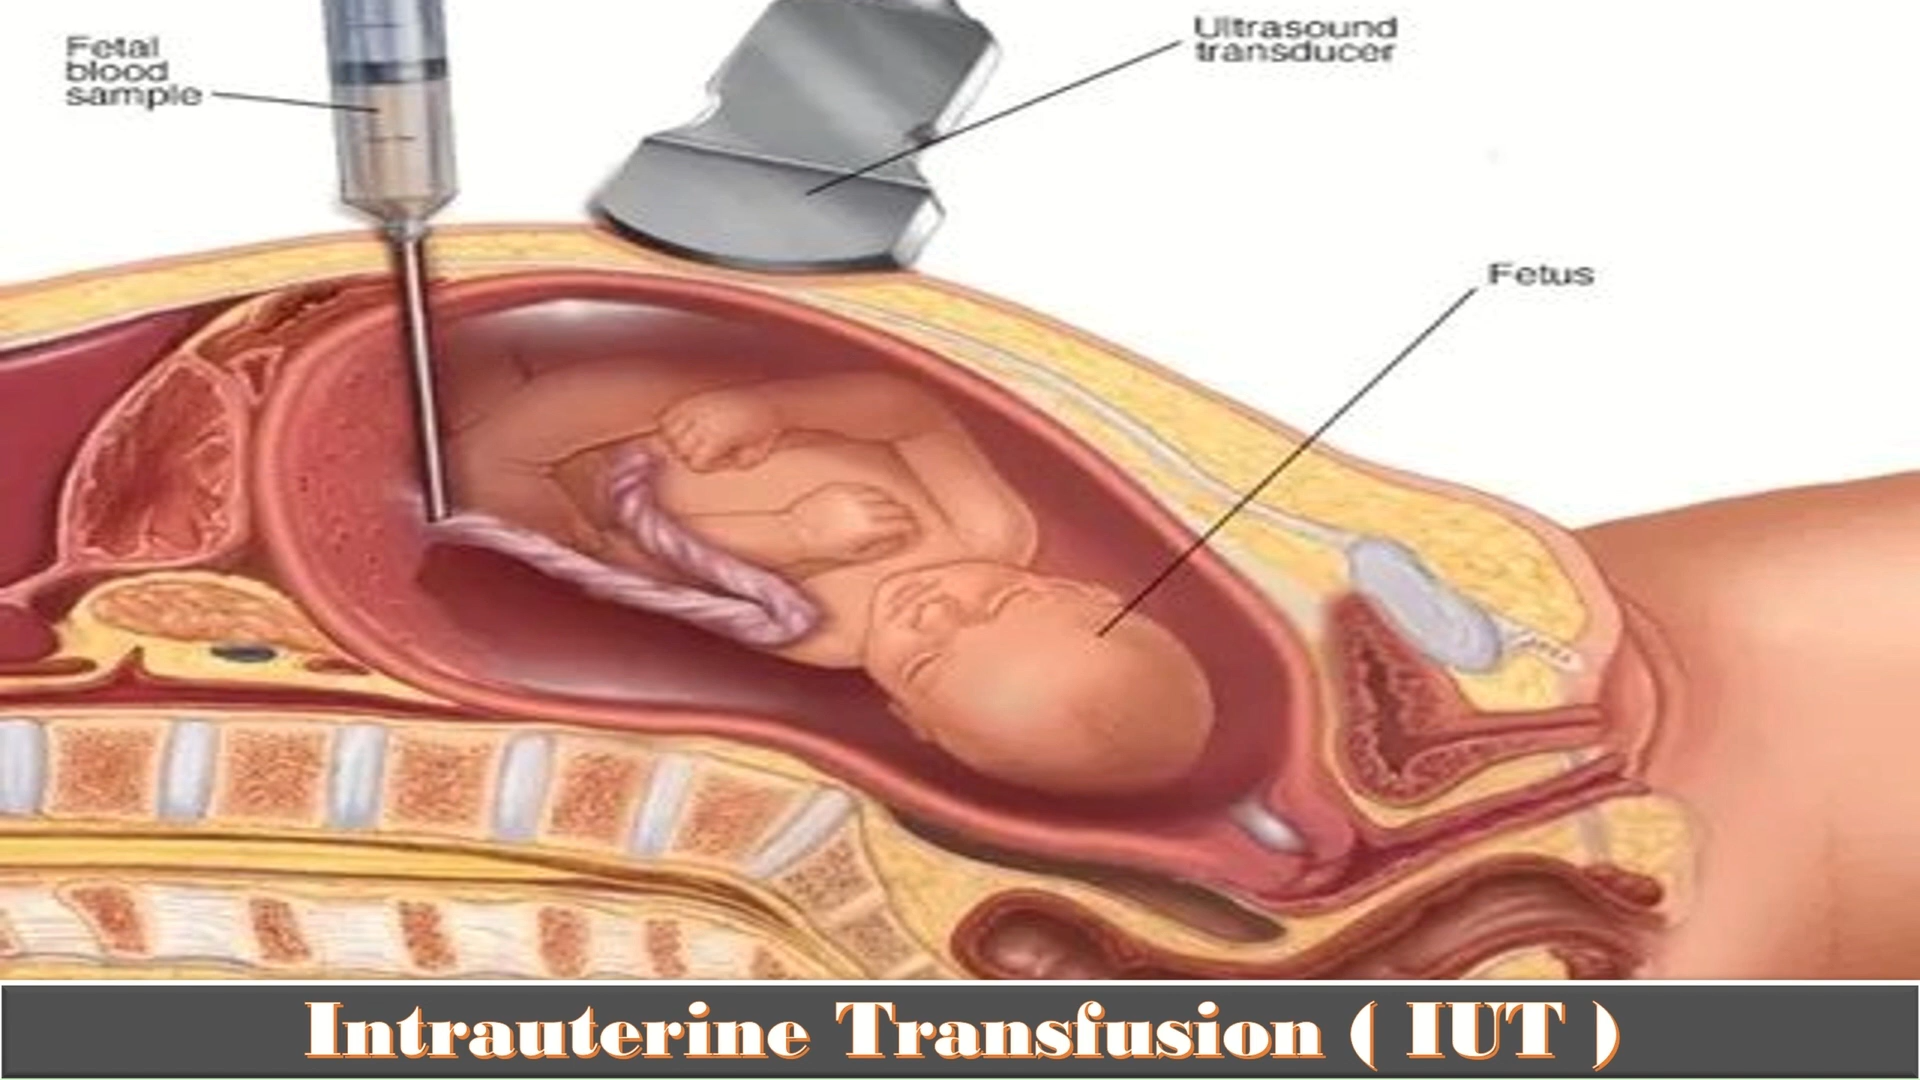 Fetal
blood
sample
Ultrasound
transducer
Fetus
Intrauterine Transfusion ( IUT )